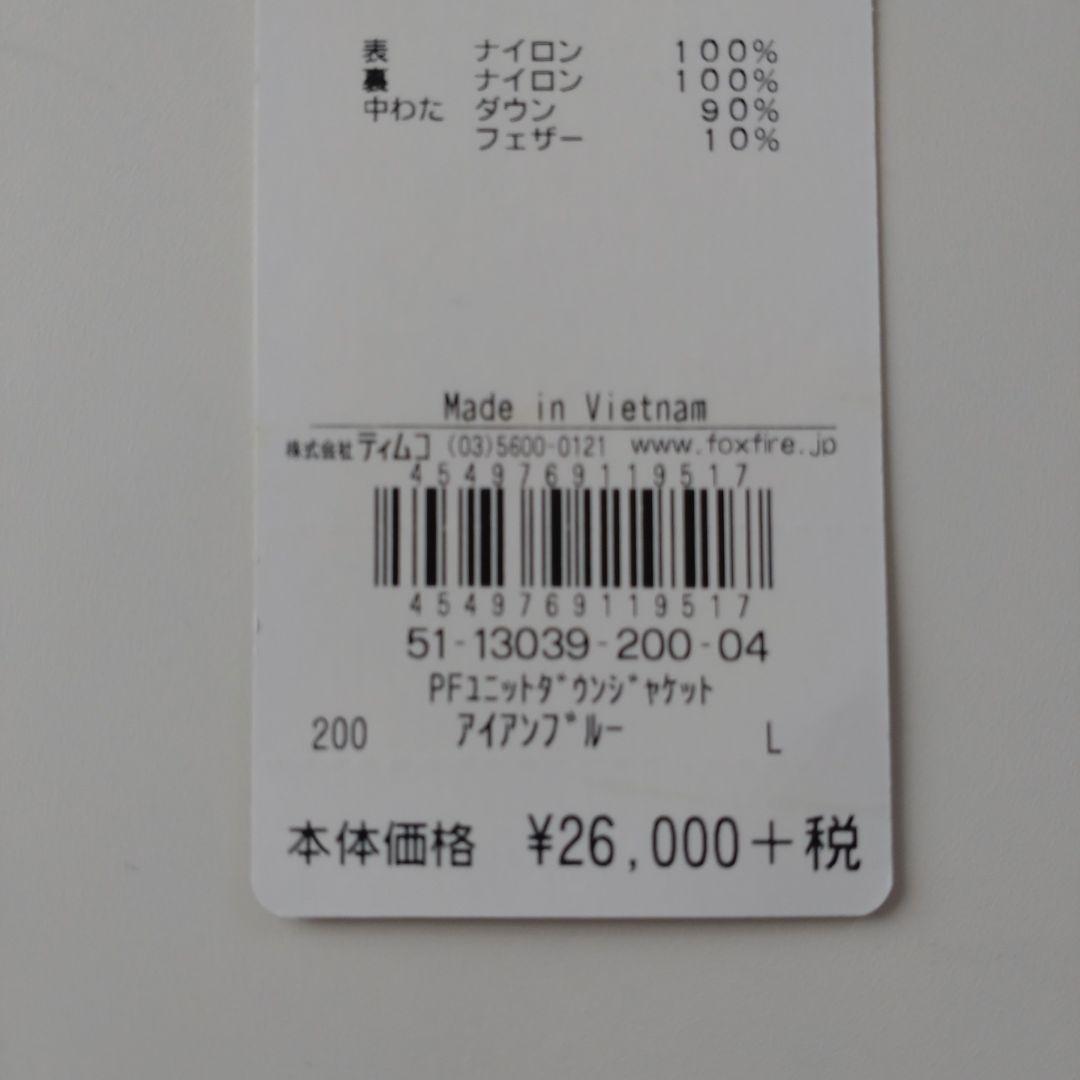 表 ナイロン 100%
裏 ナイロン 100%
中わた ダウン 90%
フェザー 10%
Made in Vietnam
株式会社ティムコ (03)5600-0121 www.foxfire.jp
4549769119517
4549769119517
51-13039-200-04
PFユニットダウンジャケット
200 アイアンブルー L
本体価格 ¥26,000+税